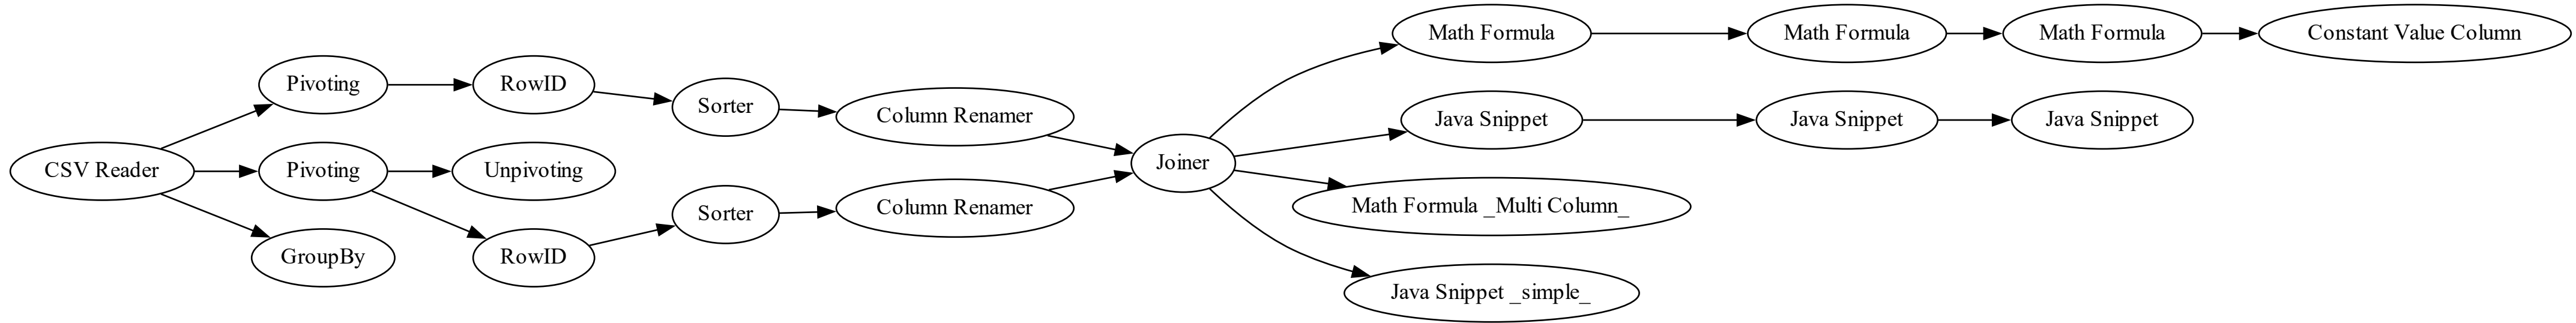 CSV Reader
Pivoting
RowID
Sorter
Column Renamer
Pivoting
Unpivoting
GroupBy
RowID
Sorter
Column Renamer
Joiner
Math Formula
Math Formula
Math Formula
Constant Value Column
Java Snippet
Java Snippet
Java Snippet
Math Formula _Multi Column_
Java Snippet _simple_